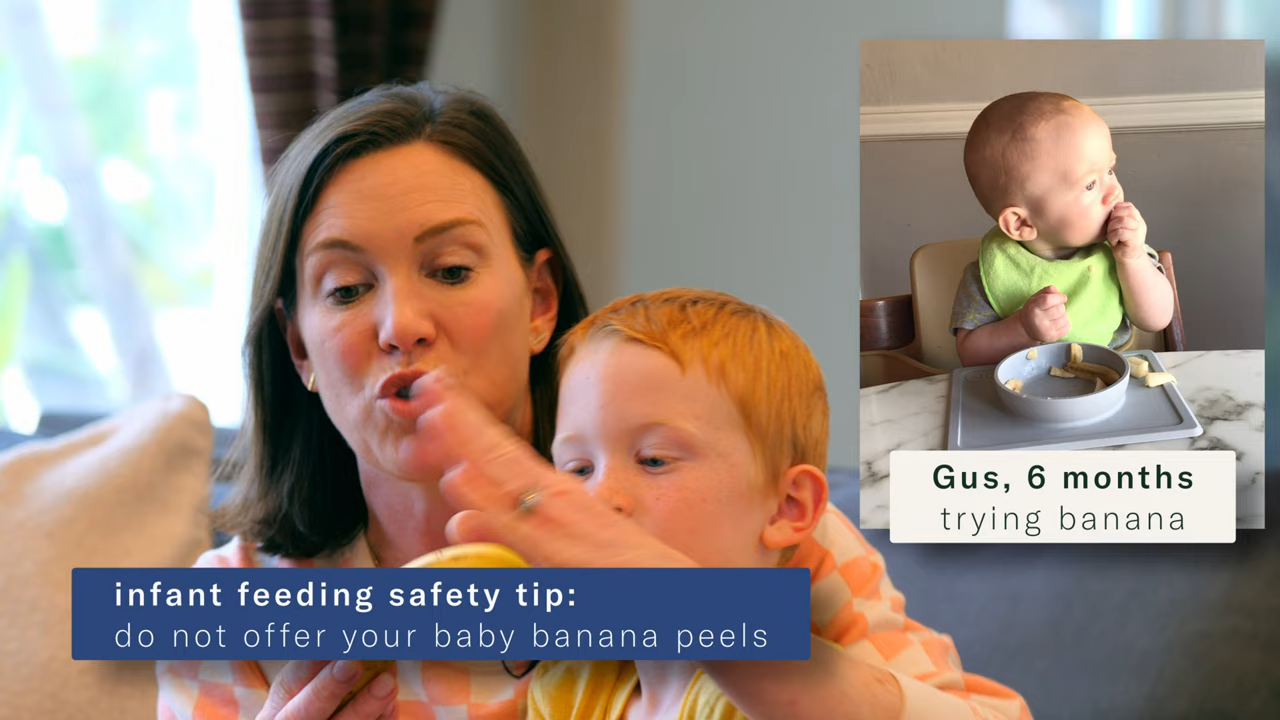 Gus, 6 months
trying banana
infant feeding safety tip:
do not offer your baby banana peels